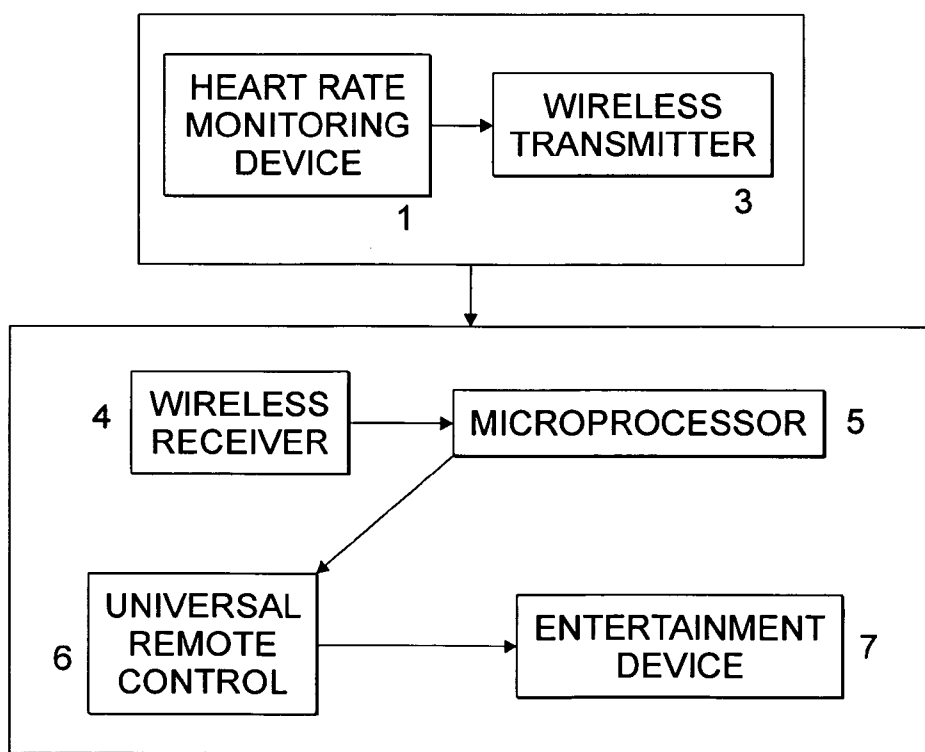 HEART RATE
MONITORING
DEVICE
1
WIRELESS
TRANSMITTER
3
4
WIRELESS
RECEIVER
MICROPROCESSOR
5
6
UNIVERSAL
REMOTE
CONTROL
ENTERTAINMENT
DEVICE
7